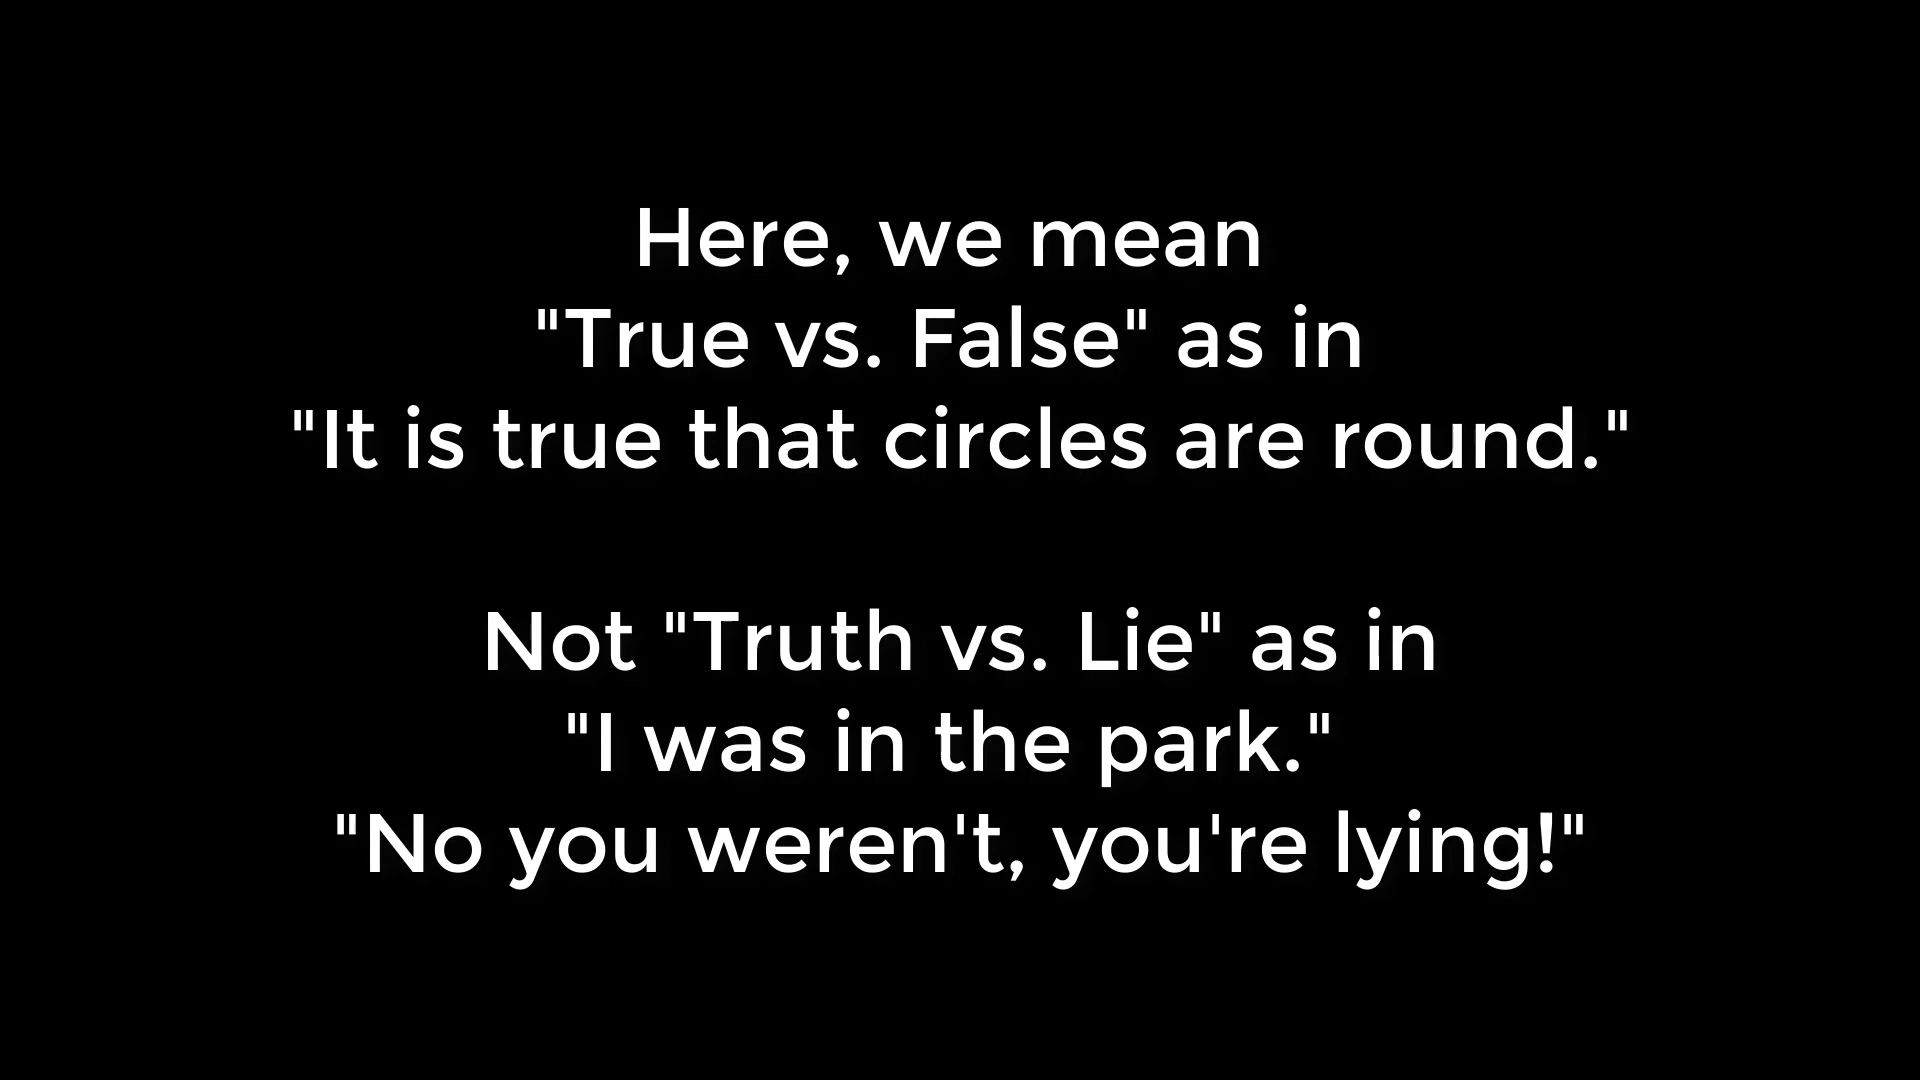 Here, we mean
"True vs. False" as in
"It is true that circles are round."
Not "Truth vs. Lie" as in
"I was in the park."
"No you weren't, you're lying!"